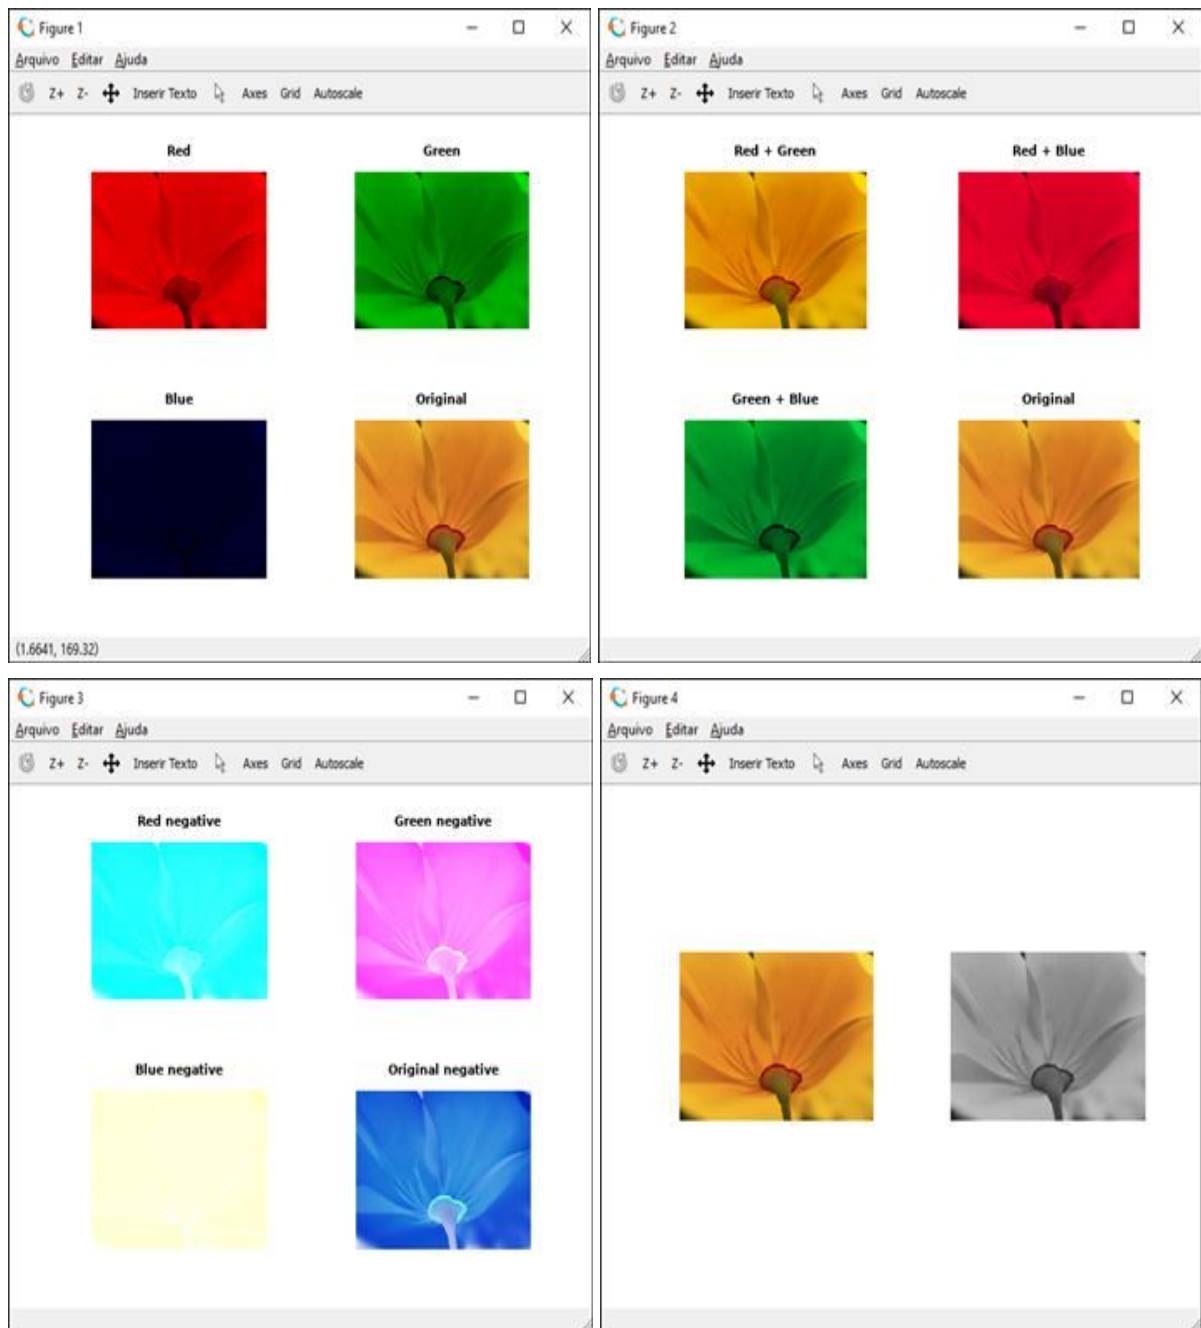 Figure 1
Arquivo Editar Ajuda
Z+ Z- Inserir Texto Axes Grid Autoscale
Red Green
Blue Original
(1.6641, 169.32)
Figure 2
Arquivo Editar Ajuda
Z+ Z- Inserir Texto Axes Grid Autoscale
Red + Green Red + Blue
Green + Blue Original
Figure 3
Arquivo Editar Ajuda
Z+ Z- Inserir Texto Axes Grid Autoscale
Red negative Green negative
Blue negative Original negative
Figure 4
Arquivo Editar Ajuda
Z+ Z- Inserir Texto Axes Grid Autoscale